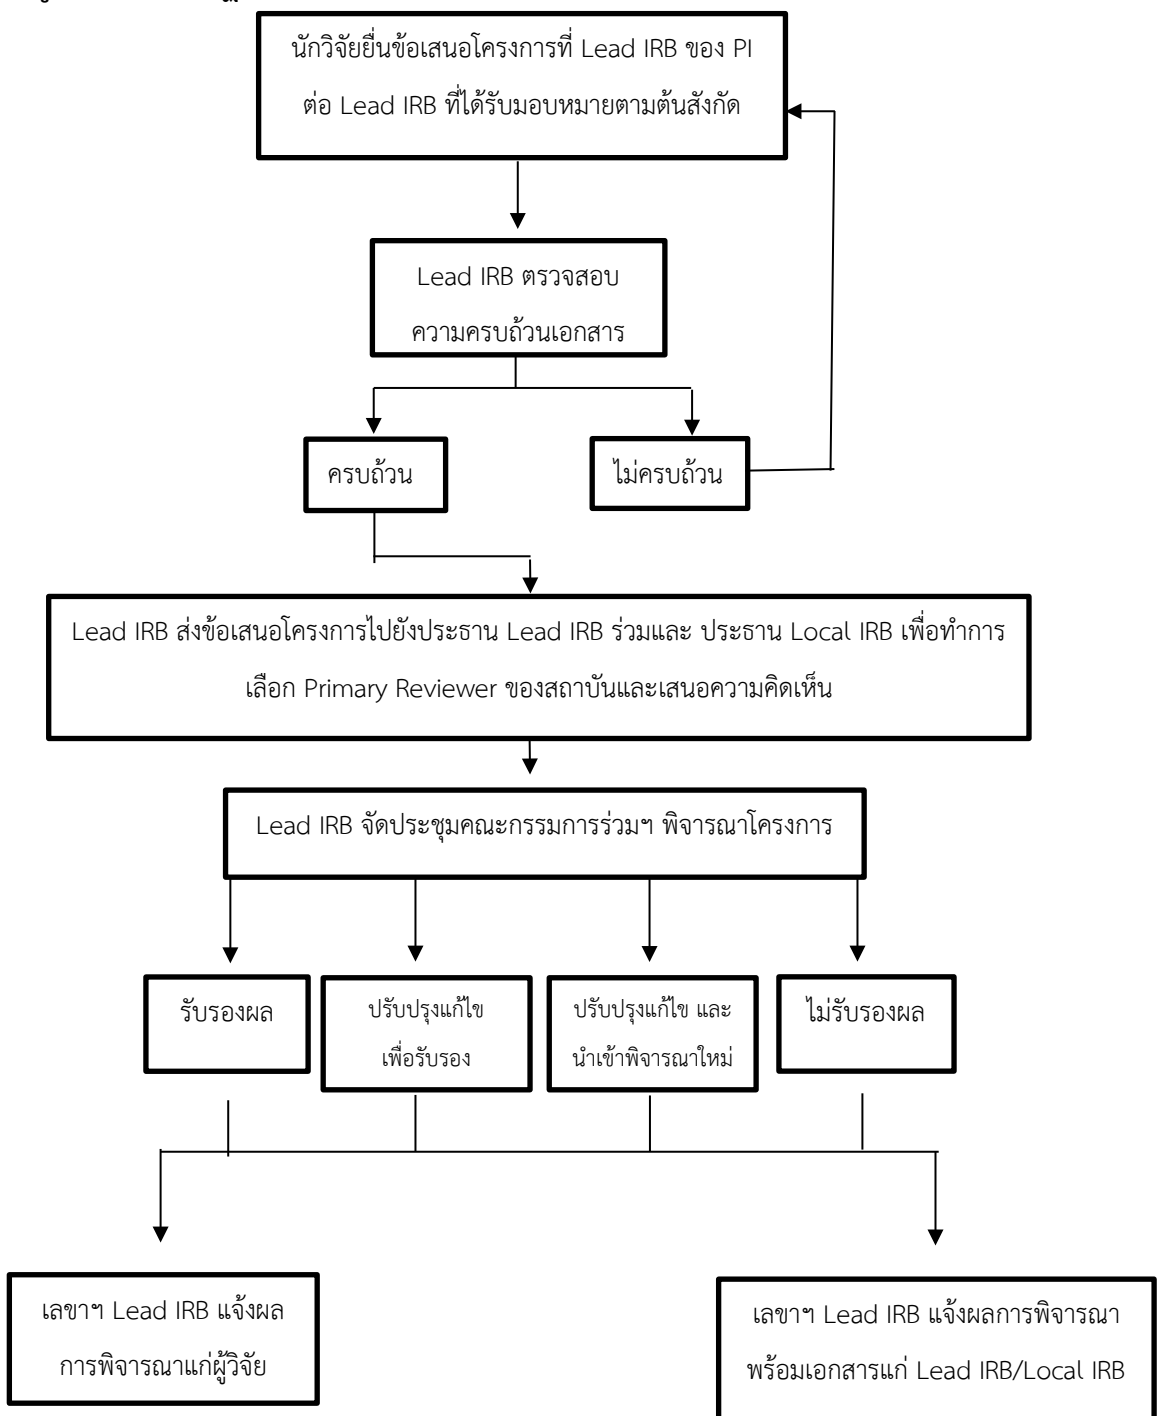 นักวิจัยยื่นข้อเสนอโครงการที่ Lead IRB ของ PI
ต่อ Lead IRB ที่ได้รับมอบหมายตามต้นสังกัด
Lead IRB ตรวจสอบ
ความครบถ้วนเอกสาร
ครบถ้วน
ไม่ครบถ้วน
Lead IRB ส่งข้อเสนอโครงการไปยังประธาน Lead IRB ร่วมและ ประธาน Local IRB เพื่อทำการ
เลือก Primary Reviewer ของสถาบันและเสนอความคิดเห็น
Lead IRB จัดประชุมคณะกรรมการร่วมฯ พิจารณาโครงการ
รับรองผล
ปรับปรุงแก้ไข
เพื่อรับรอง
ปรับปรุงแก้ไข และ
นำเข้าพิจารณาใหม่
ไม่รับรองผล
เลขาฯ Lead IRB แจ้งผล
การพิจารณาแก่ผู้วิจัย
เลขาฯ Lead IRB แจ้งผลการพิจารณา
พร้อมเอกสารแก่ Lead IRB/Local IRB